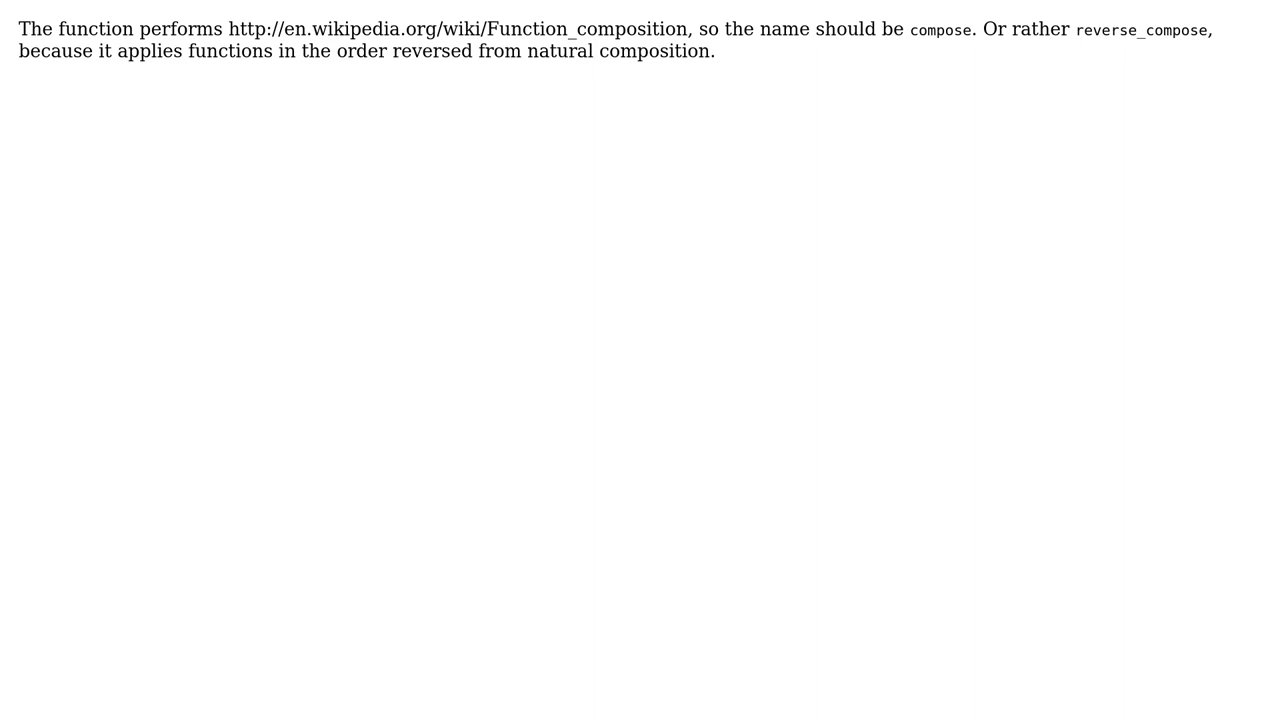 The function performs http://en.wikipedia.org/wiki/Function_composition, so the name should be compose. Or rather reverse_compose,
because it applies functions in the order reversed from natural composition.